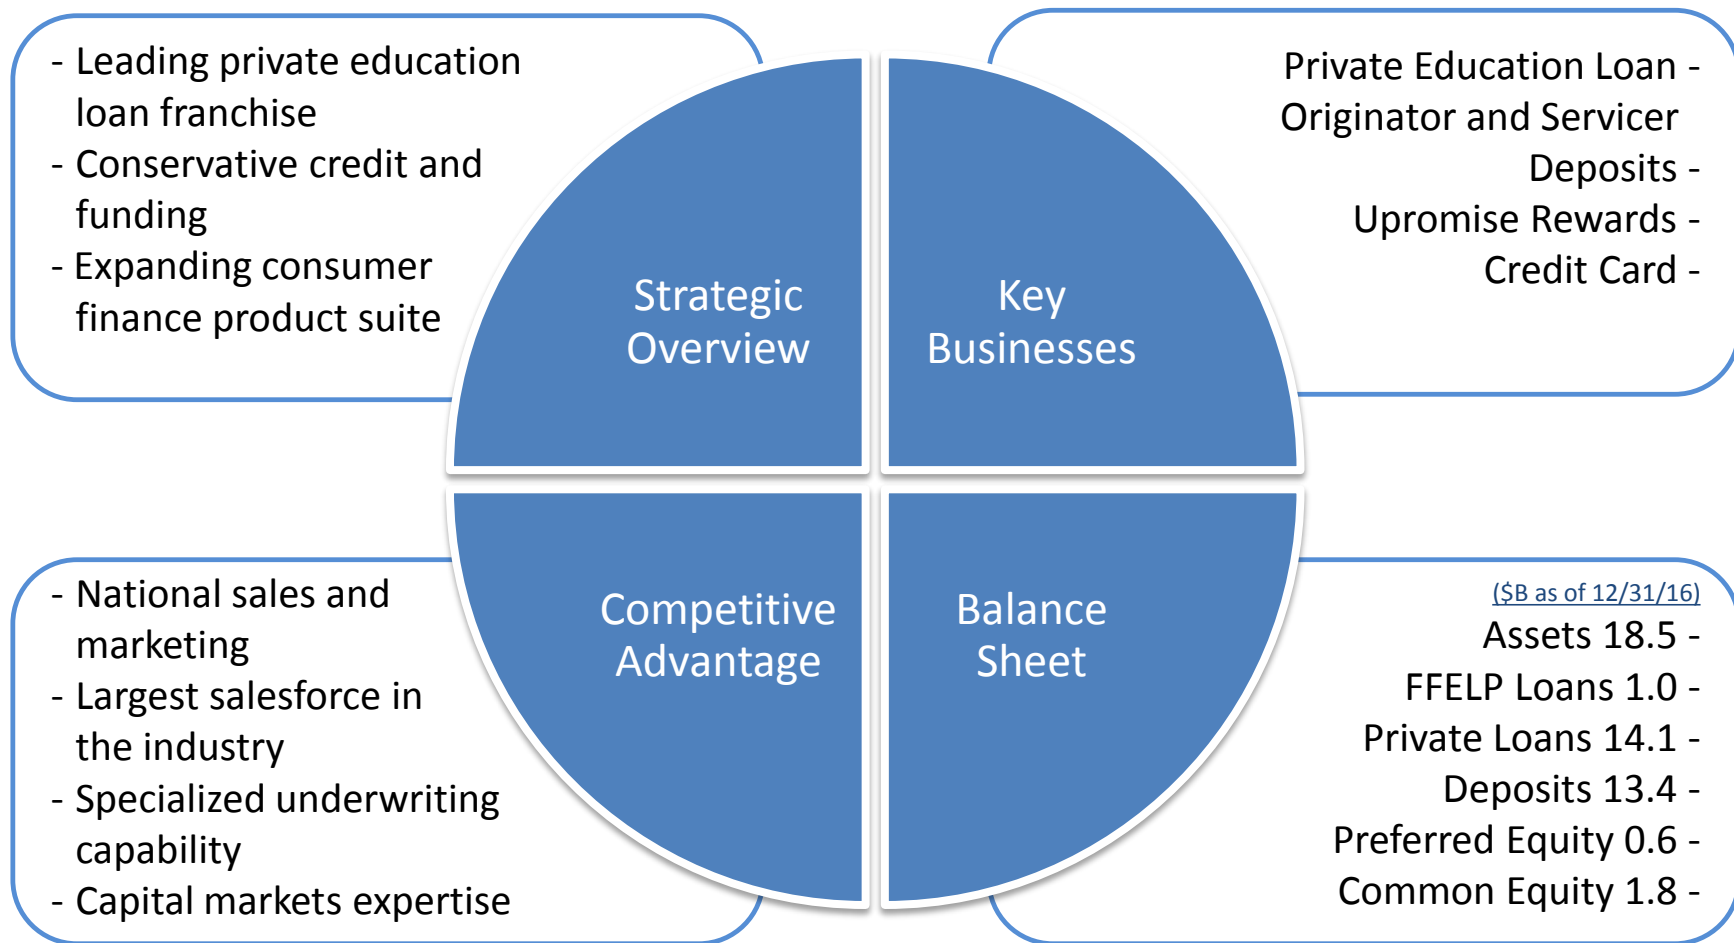 - Leading private education
loan franchise
- Conservative credit and
funding
- Expanding consumer
finance product suite
Strategic
Overview
Key
Businesses
Private Education Loan -
Originator and Servicer
Deposits -
Upromise Rewards -
Credit Card -
- National sales and
marketing
- Largest salesforce in
the industry
- Specialized underwriting
capability
- Capital markets expertise
Competitive
Advantage
Balance
Sheet
($B as of 12/31/16)
Assets 18.5 -
FFELP Loans 1.0 -
Private Loans 14.1 -
Deposits 13.4 -
Preferred Equity 0.6 -
Common Equity 1.8 -